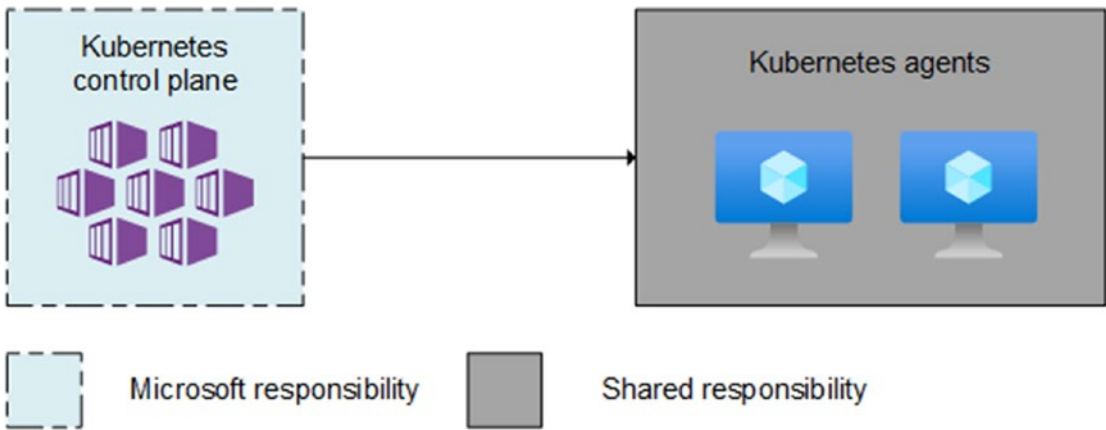 Kubernetes
control plane
Kubernetes agents
Microsoft responsibility
Shared responsibility